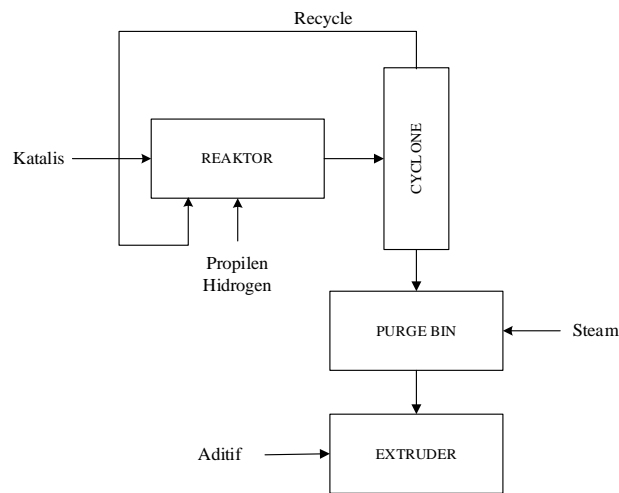 Recycle
REAKTOR
CYCLONE
Katalis
Propilen
Hidrogen
PURGE BIN
Steam
Aditif
EXTRUDER